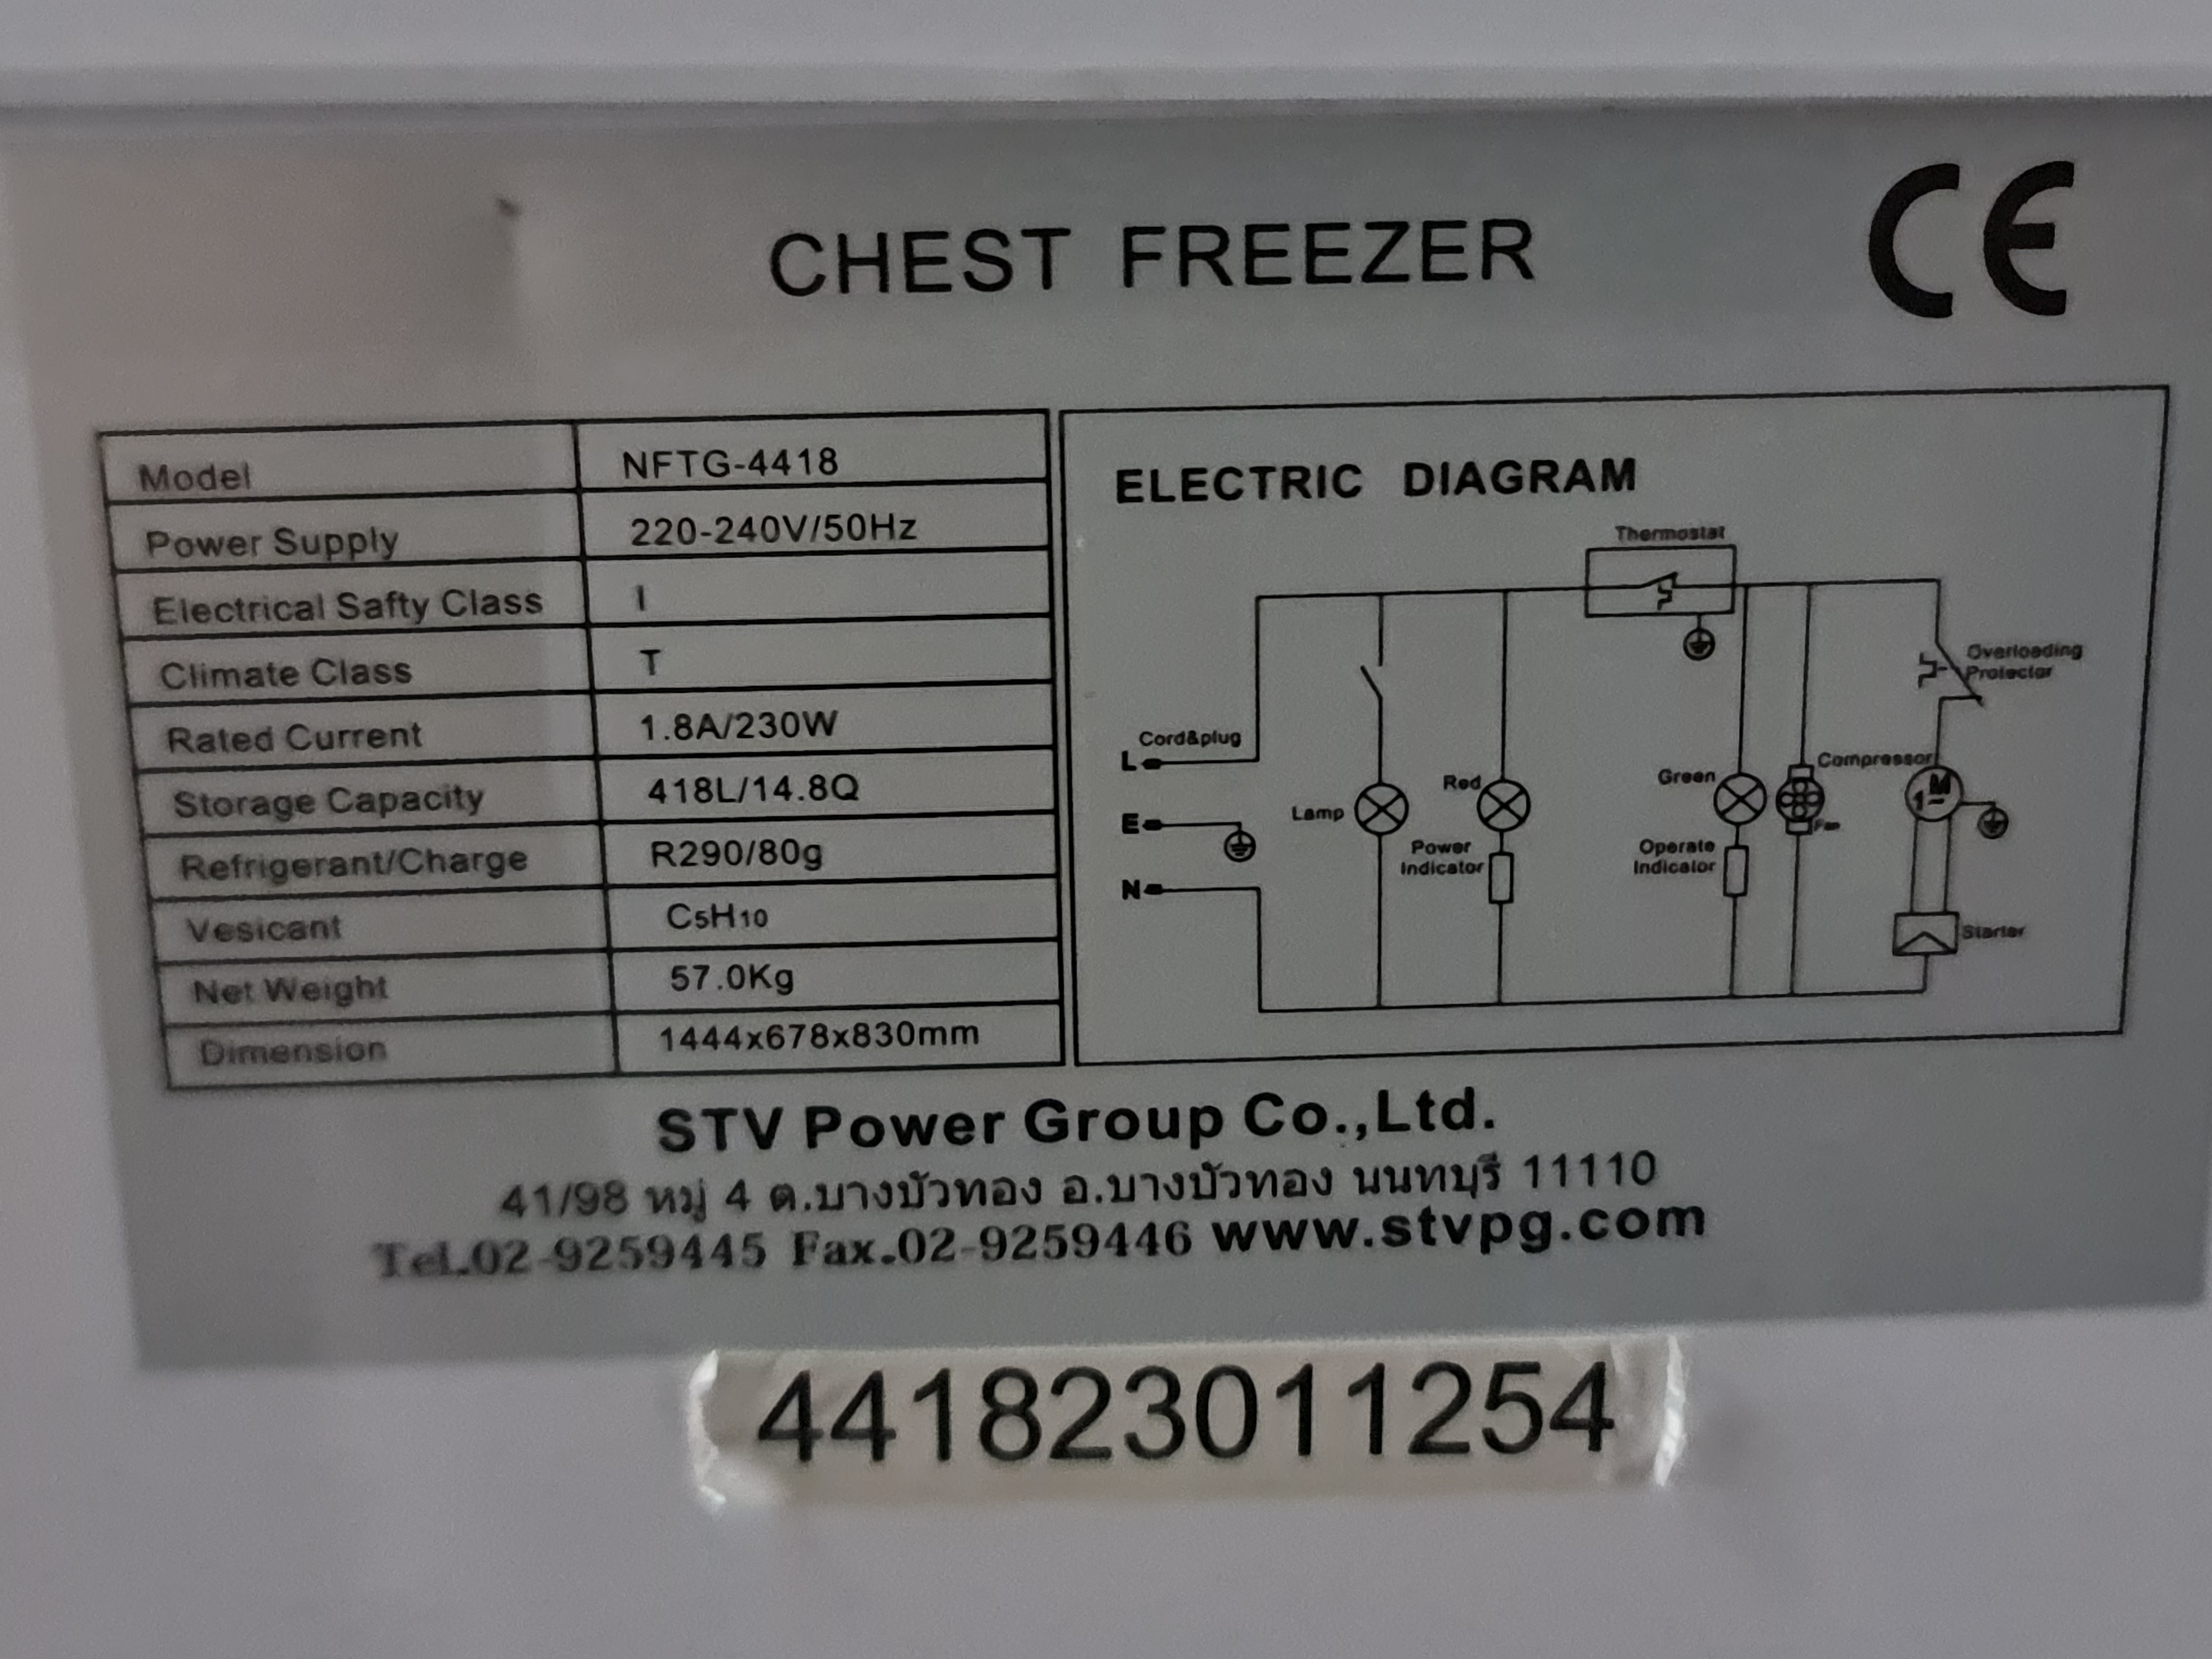 CHEST FREEZER
CE
Model NFTG-4418
Power Supply 220-240V/50Hz
Electrical Safty Class I
Climate Class T
Rated Current 1.8A/230W
Storage Capacity 418L/14.8Q
Refrigerant/Charge R290/80g
Vesicant C5H10
Net Weight 57.0Kg
Dimension 1444x678x830mm
ELECTRIC DIAGRAM
Thermostat
Overloading
Protector
Cord&plug
L
E
N
Lamp
Red
Power
Indicator
Green
Operate
Indicator
Compressor
Fan
M
1~
Starter
STV Power Group Co.,Ltd.
41/98 หมู่ 4 ต.บางบัวทอง อ.บางบัวทอง นนทบุรี 11110
Tel.02-9259445 Fax.02-9259446 www.stvpg.com
441823011254